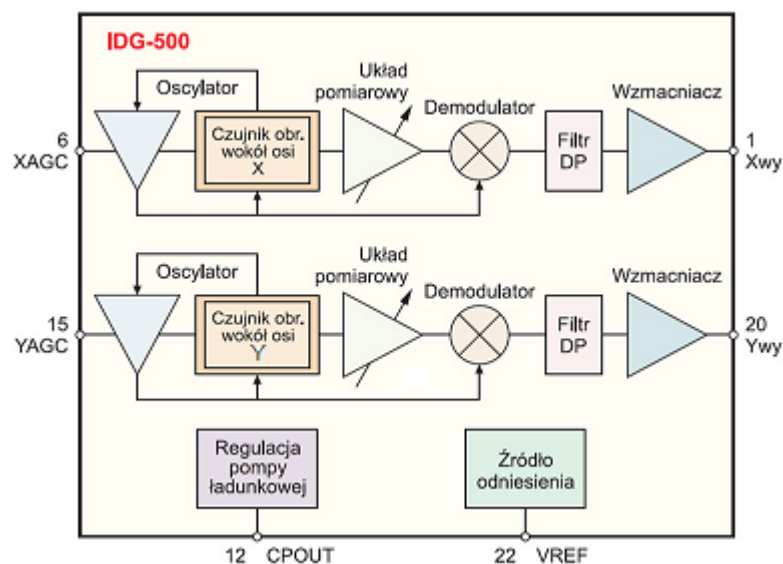 IDG-500
Oscylator
Układ
pomiarowy
Demodulator
Wzmacniacz
6
XAGC
Czujnik obr.
wokół osi
X
Filtr
DP
1
Xwy
Oscylator
Układ
pomiarowy
Demodulator
Wzmacniacz
15
YAGC
Czujnik obr.
wokół osi
Y
Filtr
DP
20
Ywy
Regulacja
pompy
ładunkowej
Źródło
odniesienia
12 CPOUT
22 VREF